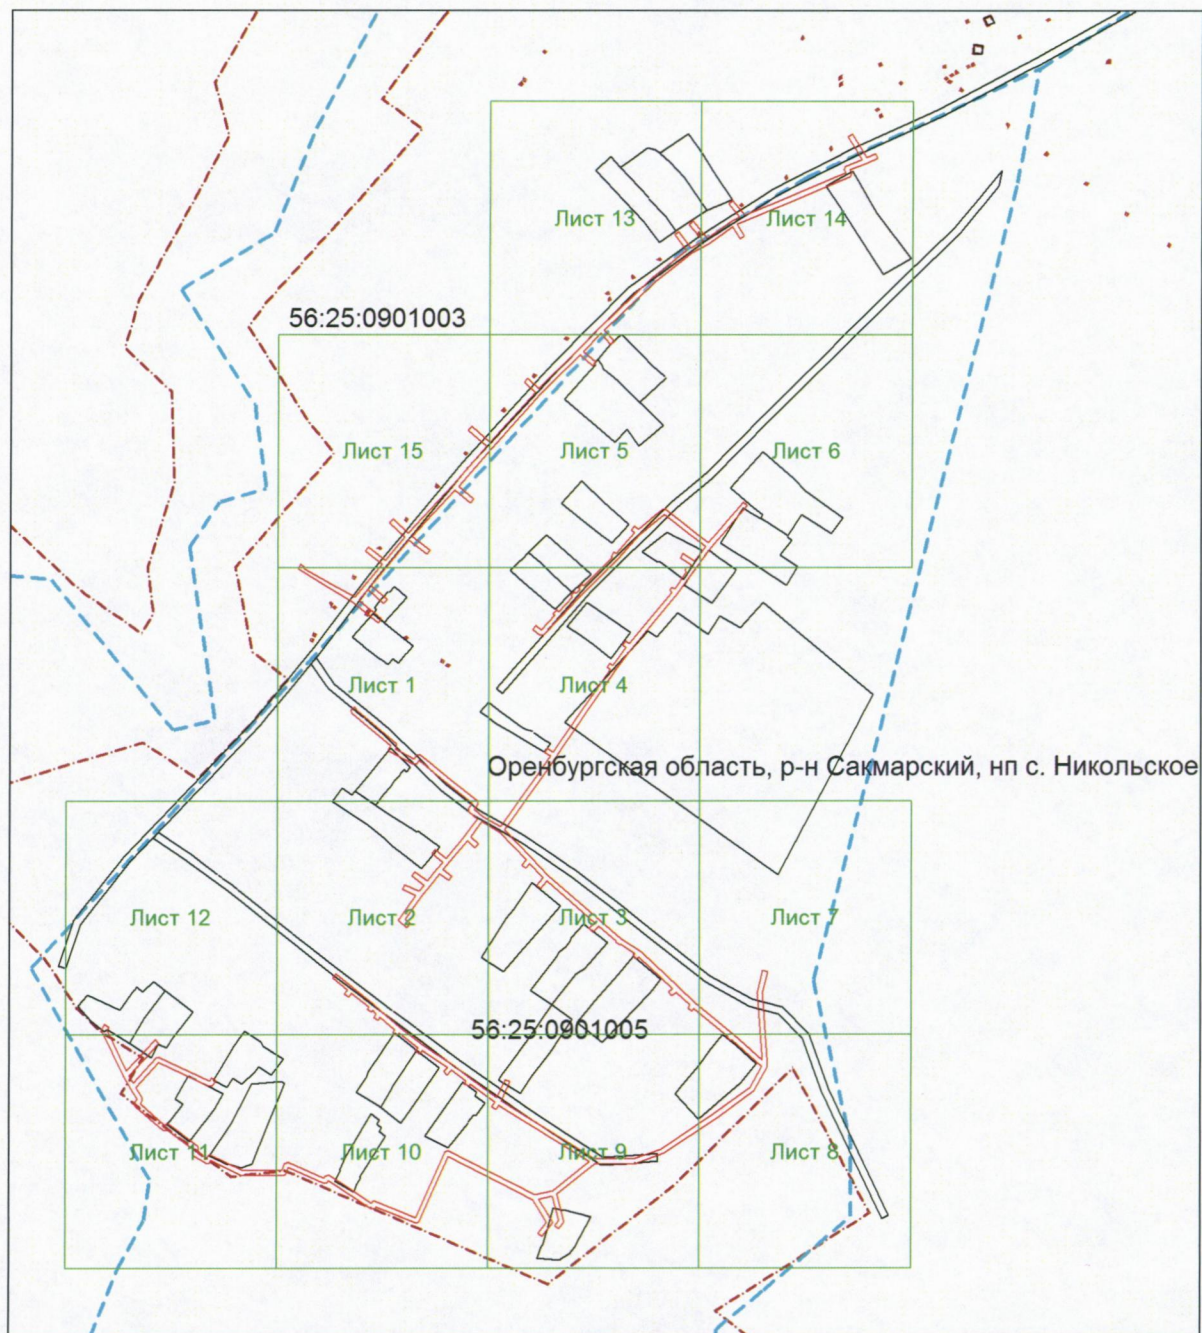 Лист 13
Лист 14
56:25:0901003
Лист 15
Лист 5
Лист 6
Лист 1
Лист 4
Оренбургская область, р-н Сакмарский, нп с. Никольское
Лист 12
Лист 2
Лист 3
Лист 7
56:25:0901005
Лист 11
Лист 10
Лист 9
Лист 8